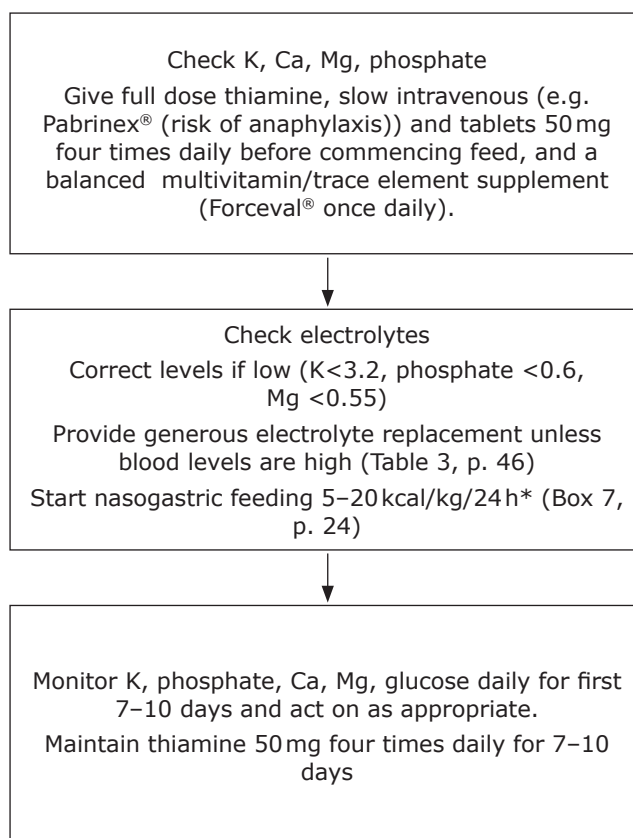 Check K, Ca, Mg, phosphate
Give full dose thiamine, slow intravenous (e.g.
Pabrinex® (risk of anaphylaxis)) and tablets 50 mg
four times daily before commencing feed, and a
balanced multivitamin/trace element supplement
(Forceval® once daily).
Check electrolytes
Correct levels if low (K<3.2, phosphate <0.6,
Mg <0.55)
Provide generous electrolyte replacement unless
blood levels are high (Table 3, p. 46)
Start nasogastric feeding 5–20 kcal/kg/24 h* (Box 7,
p. 24)
Monitor K, phosphate, Ca, Mg, glucose daily for first
7–10 days and act on as appropriate.
Maintain thiamine 50 mg four times daily for 7–10
days